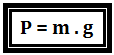 P = m . g